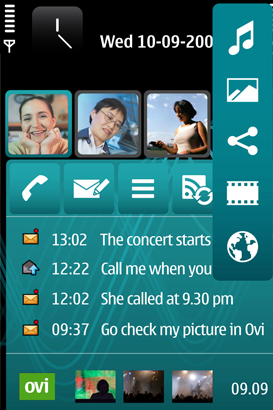 Wed 10-09-200
13:02 The concert starts
12:22 Call me when you
12:02 She called at 9.30 pm
09:37 Go check my picture in Ovi
ovi
09.09